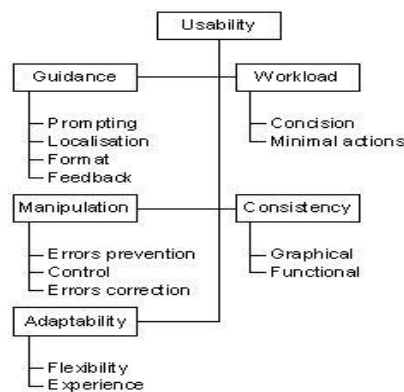 Usability
Guidance
Workload
Prompting
Localisation
Format
Feedback
Concision
Minimal actions
Manipulation
Consistency
Errors prevention
Control
Errors correction
Graphical
Functional
Adaptability
Flexibility
Experience